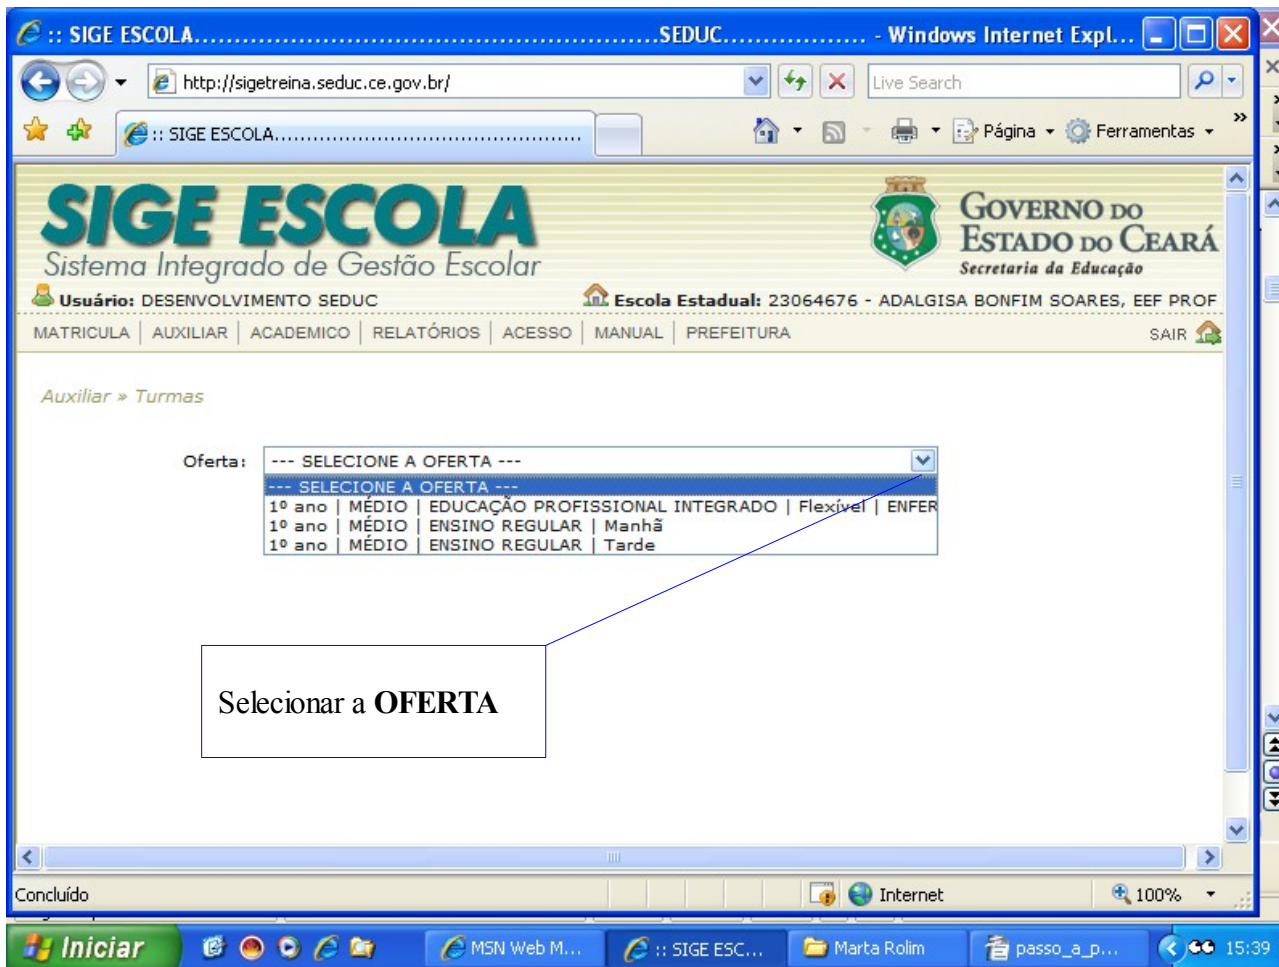 :: SIGE ESCOLA..........................................................SEDUC.................. - Windows Internet Expl...
http://sigetreina.seduc.ce.gov.br/
Live Search
:: SIGE ESCOLA...............................................
Página
Ferramentas
SIGE ESCOLA
Sistema Integrado de Gestão Escolar
GOVERNO DO
ESTADO DO CEARÁ
Secretaria da Educação
Usuário: DESENVOLVIMENTO SEDUC
Escola Estadual: 23064676 - ADALGISA BONFIM SOARES, EEF PROF
MATRICULA | AUXILIAR | ACADEMICO | RELATÓRIOS | ACESSO | MANUAL | PREFEITURA
SAIR
Auxiliar » Turmas
Oferta: --- SELECIONE A OFERTA ---
--- SELECIONE A OFERTA ---
1º ano | MÉDIO | EDUCAÇÃO PROFISSIONAL INTEGRADO | Flexível | ENFER
1º ano | MÉDIO | ENSINO REGULAR | Manhã
1º ano | MÉDIO | ENSINO REGULAR | Tarde
Selecionar a OFERTA
Concluído
Internet
100%
Iniciar
MSN Web M...
:: SIGE ESC...
Marta Rolim
passo_a_p...
15:39